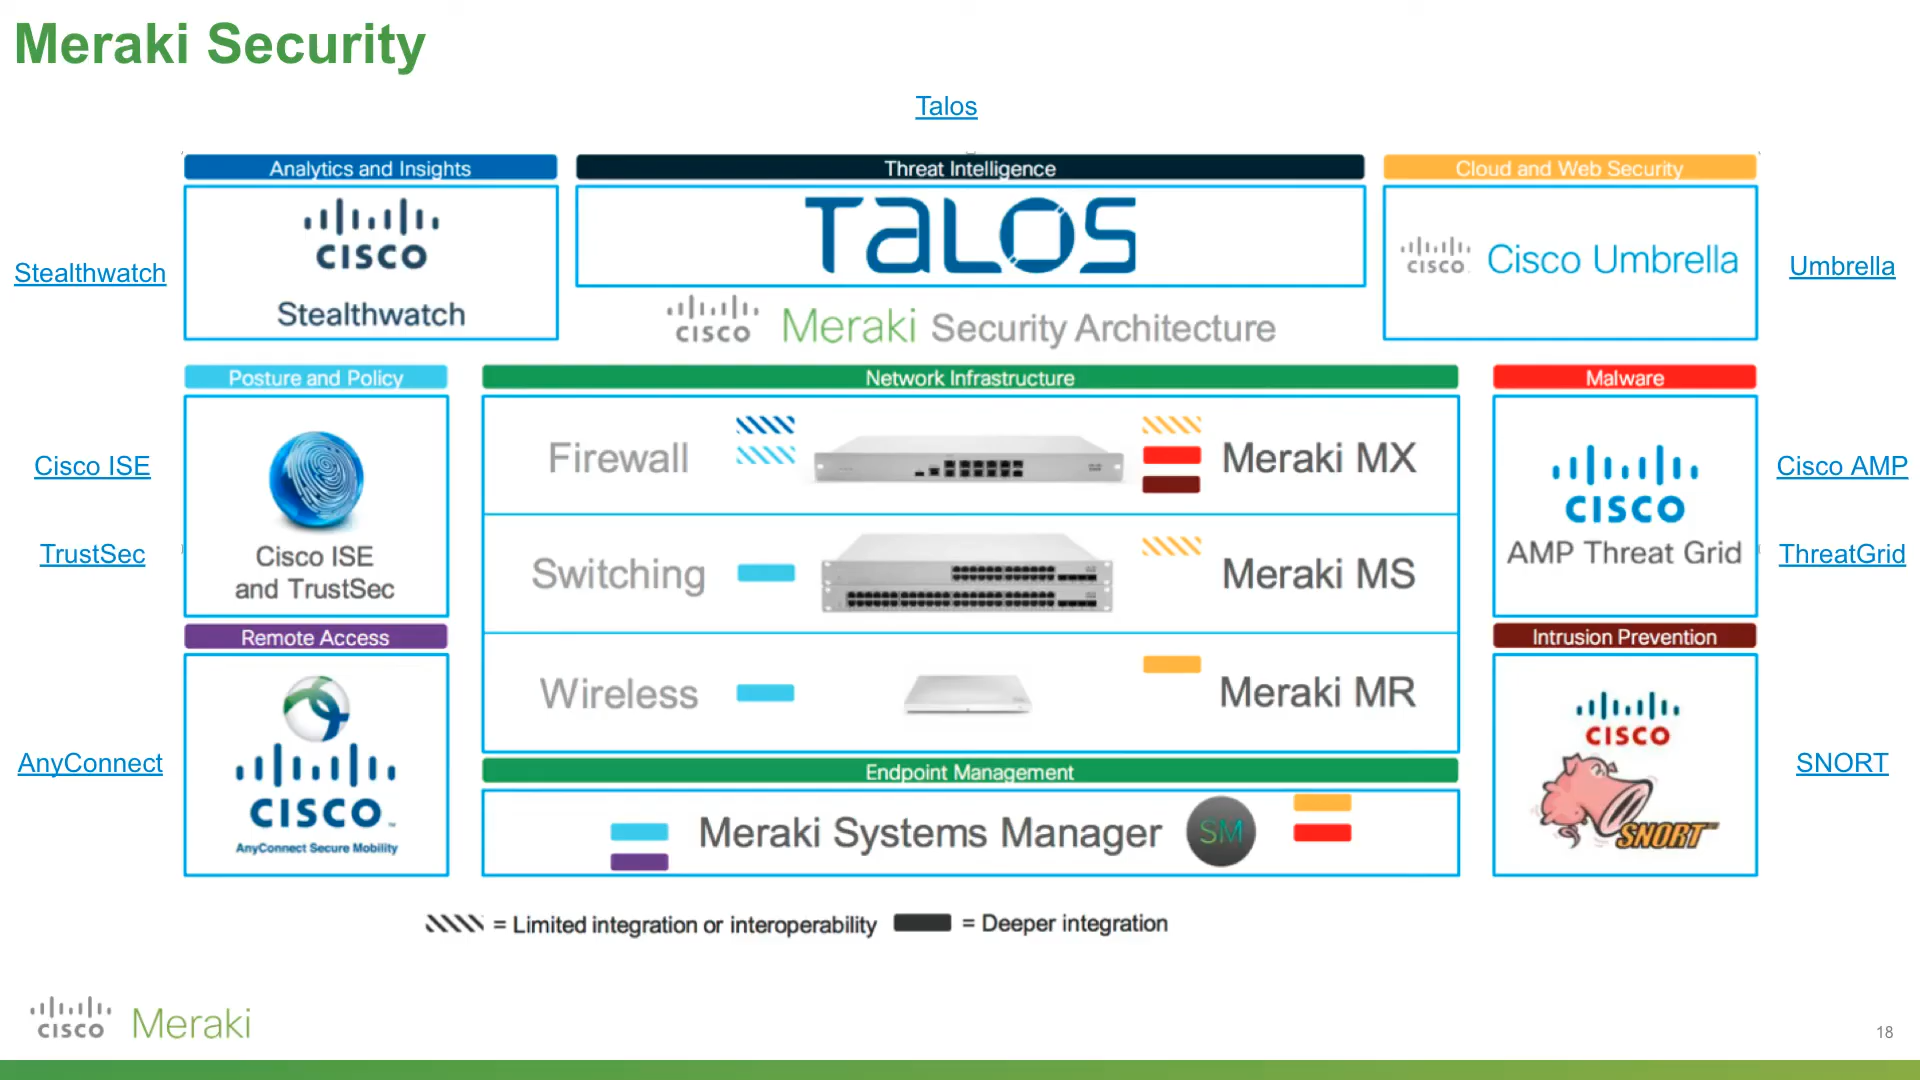 Meraki Security
Talos
Analytics and Insights
Threat Intelligence
Cloud and Web Security
Stealthwatch
CISCO
Stealthwatch
TALOS
CISCO
Cisco Umbrella
Umbrella
CISCO
Meraki Security Architecture
Posture and Policy
Network Infrastructure
Malware
Cisco ISE
TrustSec
Cisco ISE
and TrustSec
Firewall
Meraki MX
Switching
Meraki MS
Wireless
Meraki MR
CISCO
AMP Threat Grid
Cisco AMP
ThreatGrid
Remote Access
Intrusion Prevention
AnyConnect
CISCO
AnyConnect Secure Mobility
Endpoint Management
Meraki Systems Manager
SM
CISCO
SNORT™
SNORT
= Limited integration or interoperability
= Deeper integration
CISCO
Meraki
18